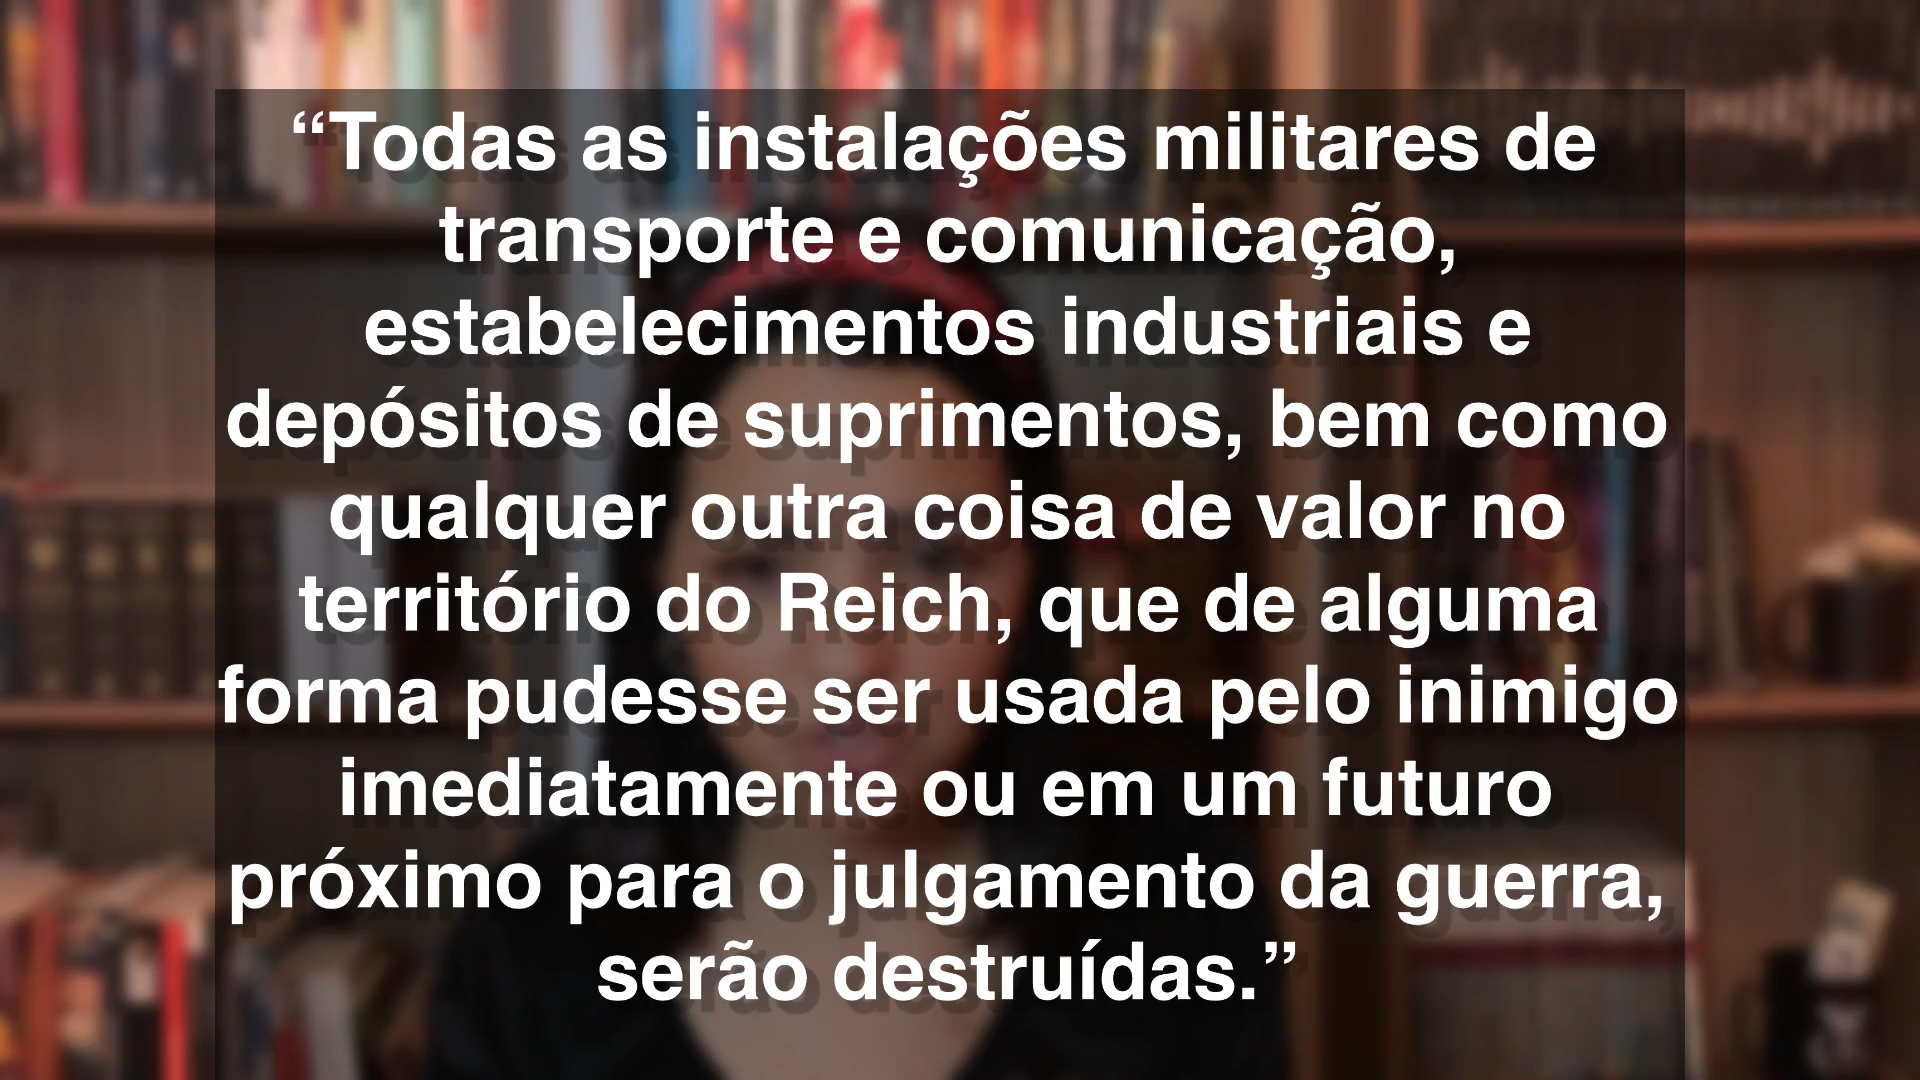 “Todas as instalações militares de
transporte e comunicação,
estabelecimentos industriais e
depósitos de suprimentos, bem como
qualquer outra coisa de valor no
território do Reich, que de alguma
forma pudesse ser usada pelo inimigo
imediatamente ou em um futuro
próximo para o julgamento da guerra,
serão destruídas.”